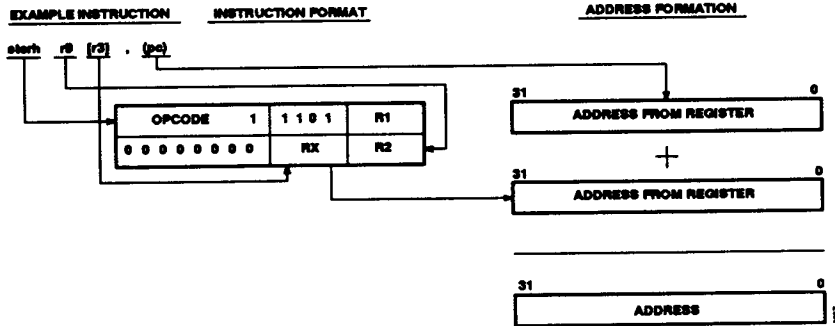 EXAMPLE INSTRUCTION INSTRUCTION FORMAT ADDRESS FORMATION
storh r9 [r3] , (pc)
31 0
OPCODE 1 1 1 0 1 R1
ADDRESS FROM REGISTER
0 0 0 0 0 0 0 0 RX R2
+
31 0
ADDRESS FROM REGISTER
31 0
ADDRESS